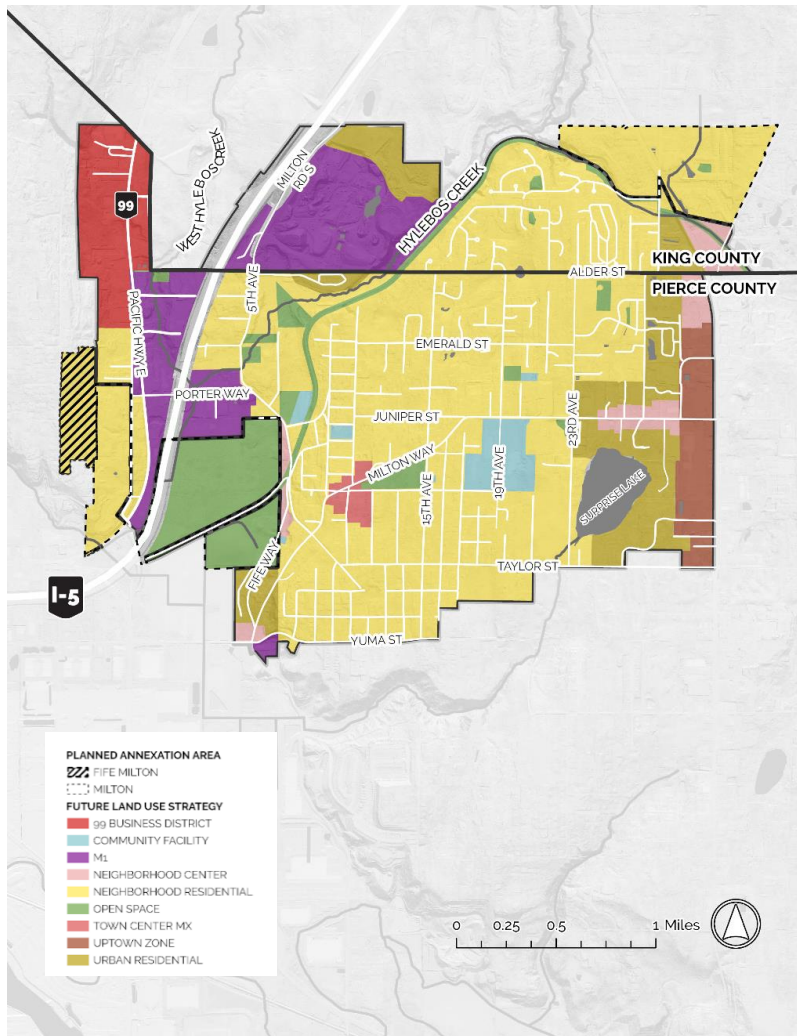 WEST HYLEBOS CREEK
MILTON
RD S
99
HYLEBOS CREEK
5TH AVE
KING COUNTY
ALDER ST
PIERCE COUNTY
PACIFIC HWY E
EMERALD ST
PORTER WAY
JUNIPER ST
23RD AVE
MILTON WAY
15TH AVE
19TH AVE
SURPRISE LAKE
FIFE WAY
TAYLOR ST
I-5
YUMA ST
PLANNED ANNEXATION AREA
FIFE MILTON
MILTON
FUTURE LAND USE STRATEGY
99 BUSINESS DISTRICT
COMMUNITY FACILITY
M1
NEIGHBORHOOD CENTER
NEIGHBORHOOD RESIDENTIAL
OPEN SPACE
TOWN CENTER MX
UPTOWN ZONE
URBAN RESIDENTIAL
0 0.25 0.5 1 Miles